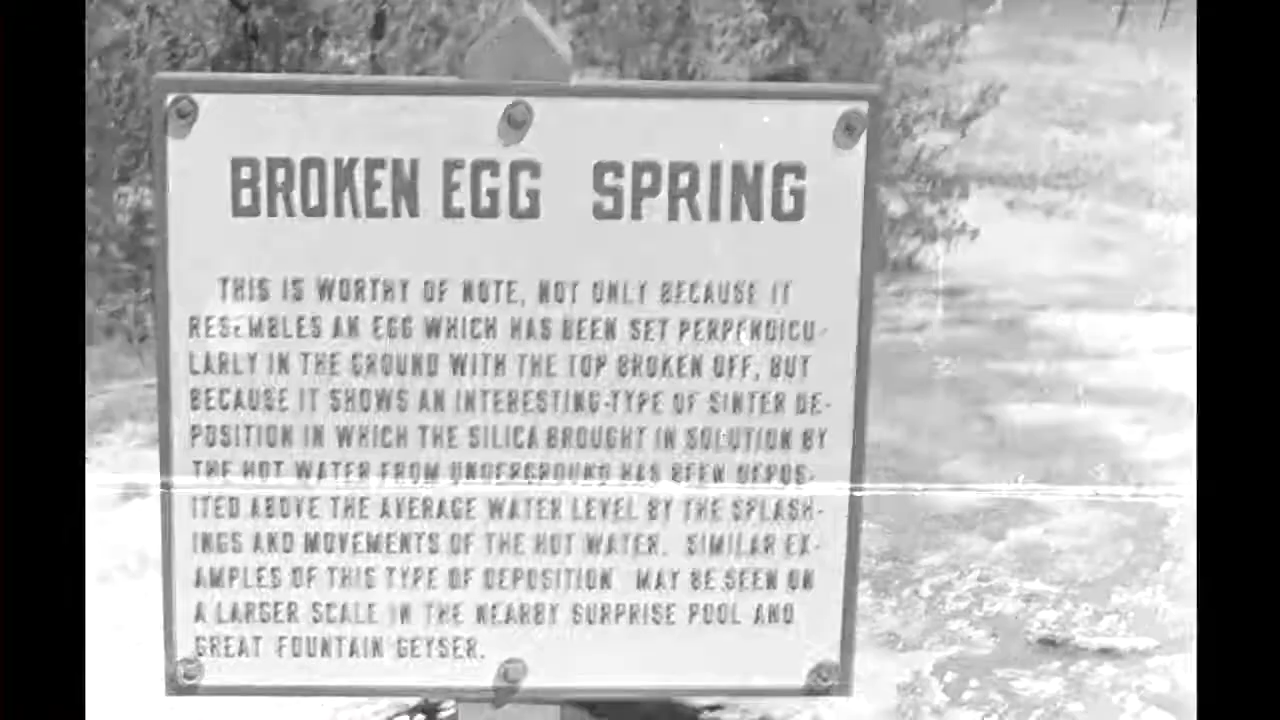 BROKEN EGG SPRING
THIS IS WORTHY OF NOTE, NOT ONLY BECAUSE IT
RESEMBLES AN EGG WHICH HAS BEEN SET PERPENDICU-
LARLY IN THE GROUND WITH THE TOP BROKEN OFF, BUT
BECAUSE IT SHOWS AN INTERESTING-TYPE OF SINTER DE-
POSITION IN WHICH THE SILICA BROUGHT IN SOLUTION BY
THE HOT WATER FROM UNDERGROUND HAS BEEN DEPOS-
ITED ABOVE THE AVERAGE WATER LEVEL BY THE SPLASH-
INGS AND MOVEMENTS OF THE HOT WATER. SIMILAR EX-
AMPLES OF THIS TYPE OF DEPOSITION MAY BE SEEN ON
A LARGER SCALE IN THE NEARBY SURPRISE POOL AND
GREAT FOUNTAIN GEYSER.